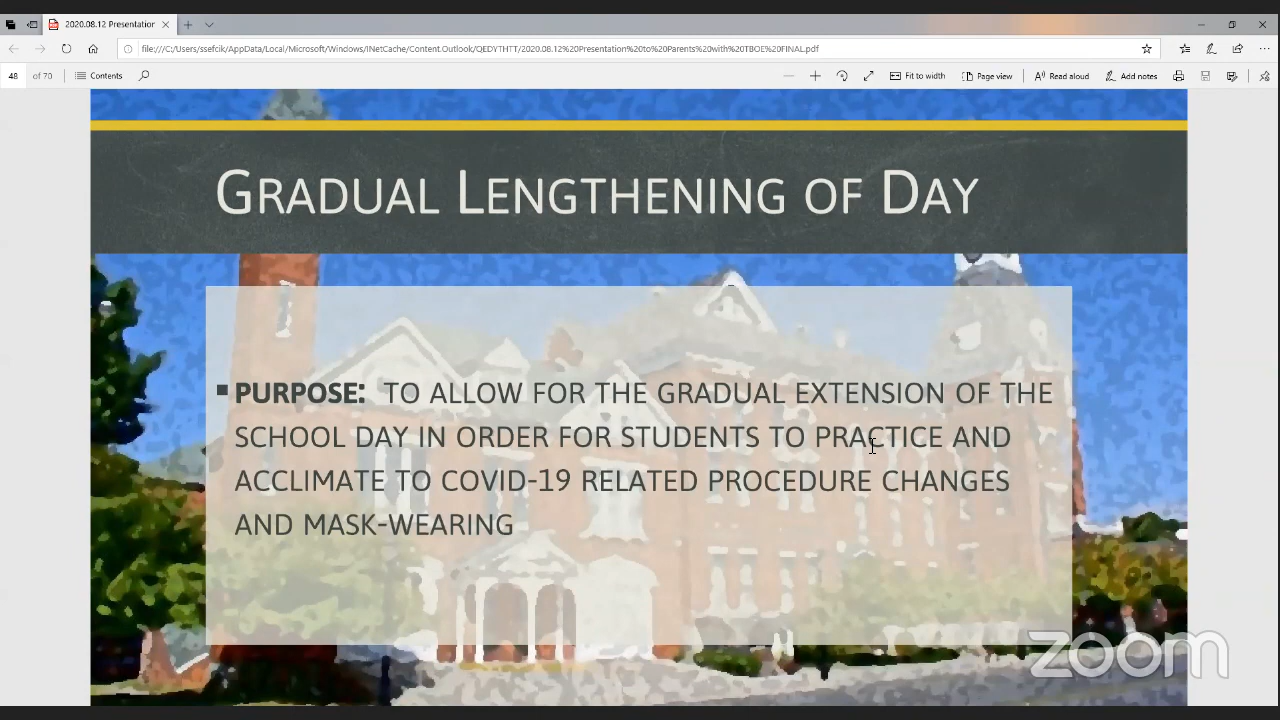 2020.08.12 Presentation
file:///C:/Users/ssefcik/AppData/Local/Microsoft/Windows/INetCache/Content.Outlook/QEDYTHTT/2020.08.12%20Presentation%20to%20Parents%20with%20TBOE%20FINAL.pdf
48 of 70 Contents Fit to width Page view Read aloud Add notes
GRADUAL LENGTHENING OF DAY
PURPOSE: TO ALLOW FOR THE GRADUAL EXTENSION OF THE
SCHOOL DAY IN ORDER FOR STUDENTS TO PRACTICE AND
ACCLIMATE TO COVID-19 RELATED PROCEDURE CHANGES
AND MASK-WEARING
zoom